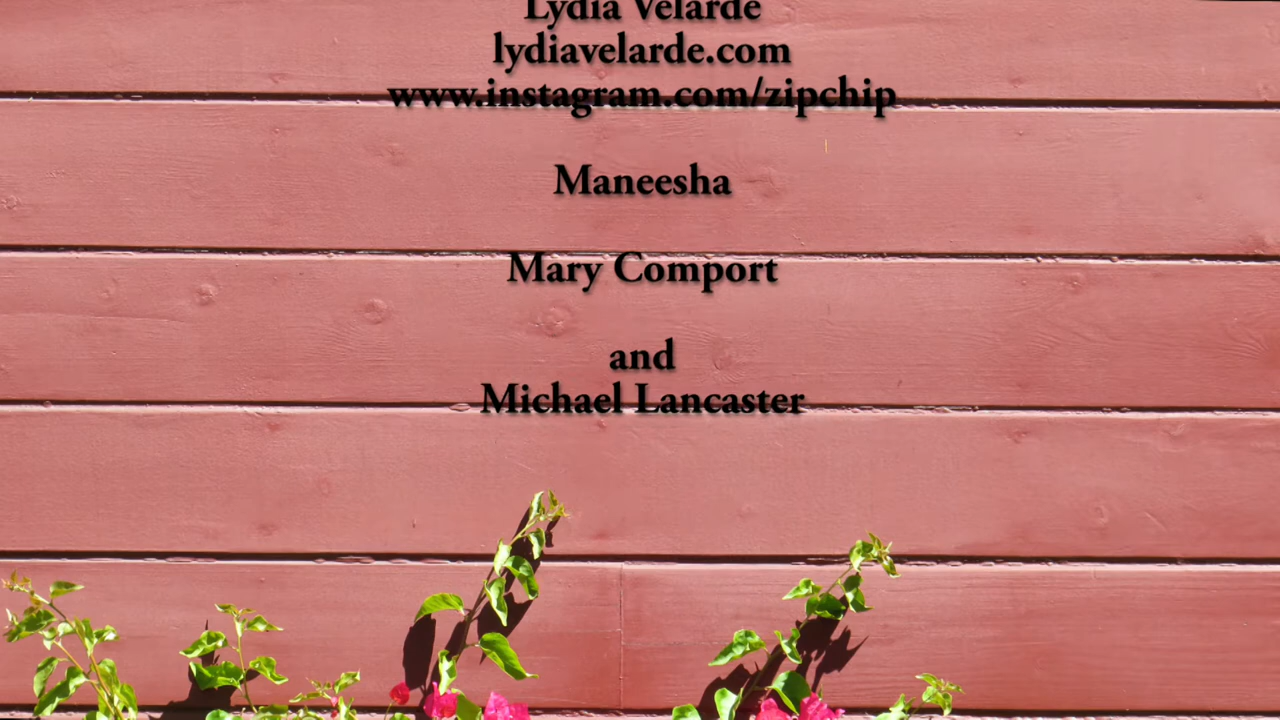 Lydia Velarde
lydiavelarde.com
www.instagram.com/zipchip
Maneesha
Mary Comport
and
Michael Lancaster